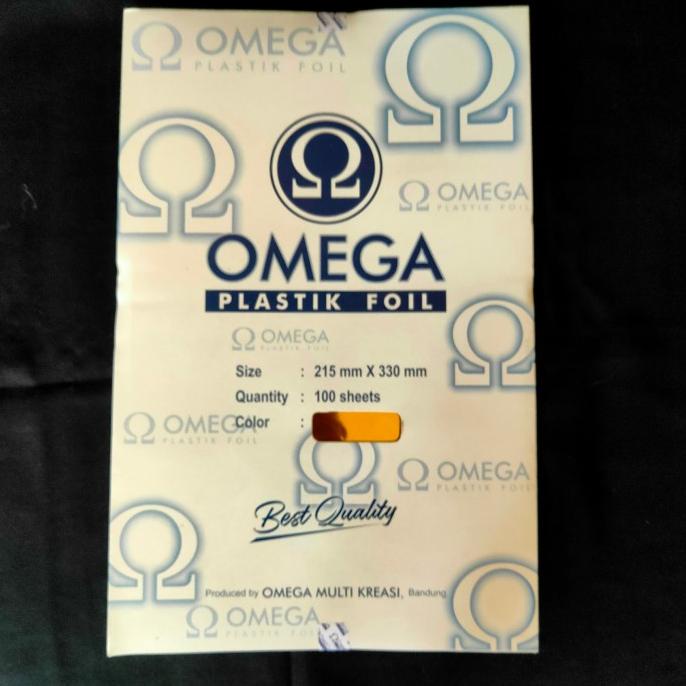 Ω OMEGA
PLASTIK FOIL
Ω
Ω
Ω
Ω OMEGA
PLASTIK FOIL
OMEGA
PLASTIK FOIL
Ω OMEGA
PLASTIK FOIL
Ω
Size : 215 mm X 330 mm
Quantity : 100 sheets
Color :
Ω OMEGA
PLASTIK FOIL
Ω
Ω OMEGA
PLASTIK FOIL
Best Quality
Ω
Ω
Produced by OMEGA MULTI KREASI, Bandung
Ω OMEGA
PLASTIK FOIL